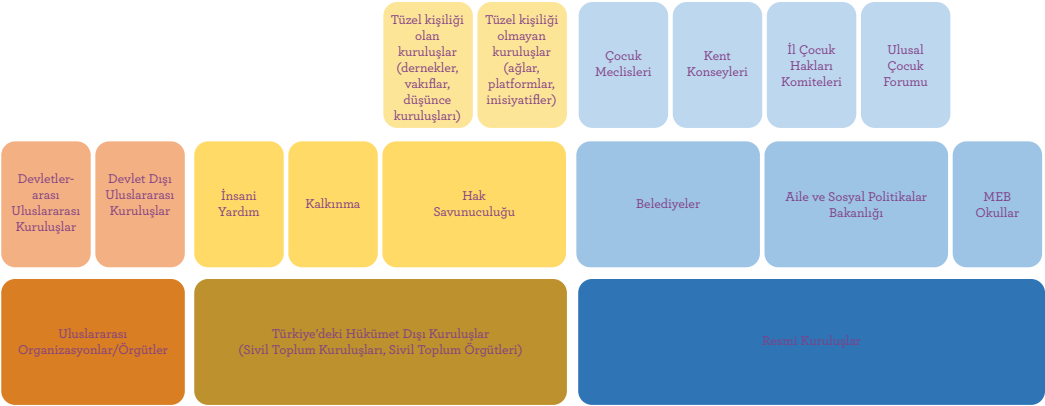 Tüzel kişiliği
olan
kuruluşlar
(dernekler,
vakıflar,
düşünce
kuruluşları)
Tüzel kişiliği
olmayan
kuruluşlar
(ağlar,
platformlar,
inisiyatifler)
Çocuk
Meclisleri
Kent
Konseyleri
İl Çocuk
Hakları
Komiteleri
Ulusal
Çocuk
Forumu
Devletler-
arası
Uluslararası
Kuruluşlar
Devlet Dışı
Uluslararası
Kuruluşlar
İnsani
Yardım
Kalkınma
Hak
Savunuculuğu
Belediyeler
Aile ve Sosyal Politikalar
Bakanlığı
MEB
Okullar
Uluslararası
Organizasyonlar/Örgütler
Türkiye'deki Hükümet Dışı Kuruluşlar
(Sivil Toplum Kuruluşları, Sivil Toplum Örgütleri)
Resmi Kuruluşlar